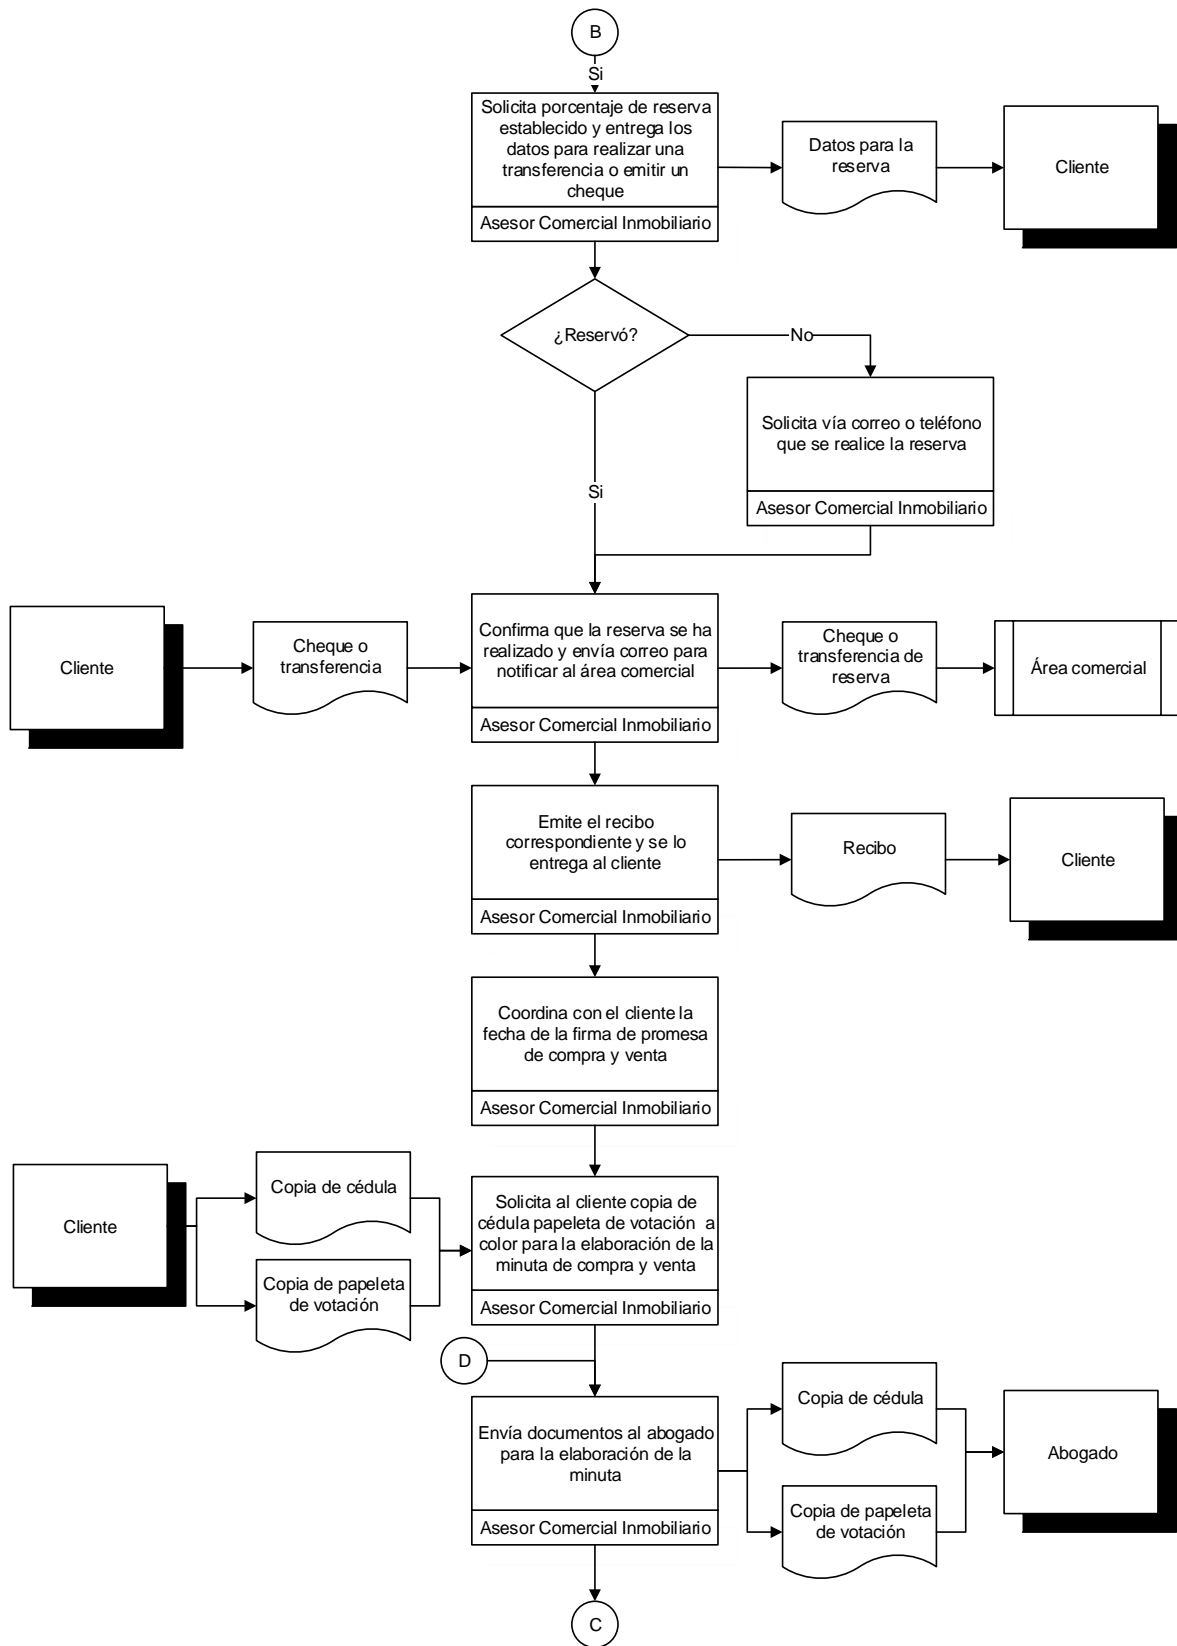 B
Si
Solicita porcentaje de reserva
establecido y entrega los
datos para realizar una
transferencia o emitir un
cheque
Asesor Comercial Inmobiliario
Datos para la
reserva
Cliente
¿Reservó?
No
Solicita vía correo o teléfono
que se realice la reserva
Asesor Comercial Inmobiliario
Si
Cliente
Cheque o
transferencia
Confirma que la reserva se ha
realizado y envía correo para
notificar al área comercial
Asesor Comercial Inmobiliario
Cheque o
transferencia de
reserva
Área comercial
Emite el recibo
correspondiente y se lo
entrega al cliente
Asesor Comercial Inmobiliario
Recibo
Cliente
Coordina con el cliente la
fecha de la firma de promesa
de compra y venta
Asesor Comercial Inmobiliario
Cliente
Copia de cédula
Copia de papeleta
de votación
Solicita al cliente copia de
cédula papeleta de votación a
color para la elaboración de la
minuta de compra y venta
Asesor Comercial Inmobiliario
D
Envía documentos al abogado
para la elaboración de la
minuta
Asesor Comercial Inmobiliario
Copia de cédula
Copia de papeleta
de votación
Abogado
C